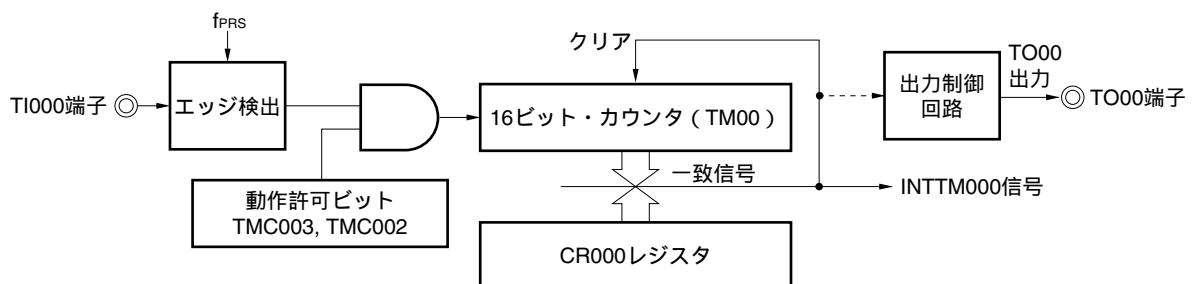 fPRS
TI000端子
エッジ検出
動作許可ビット
TMC003, TMC002
クリア
16ビット・カウンタ（TM00）
一致信号
CR000レジスタ
出力制御
回路
TO00
出力
TO00端子
INTTM000信号